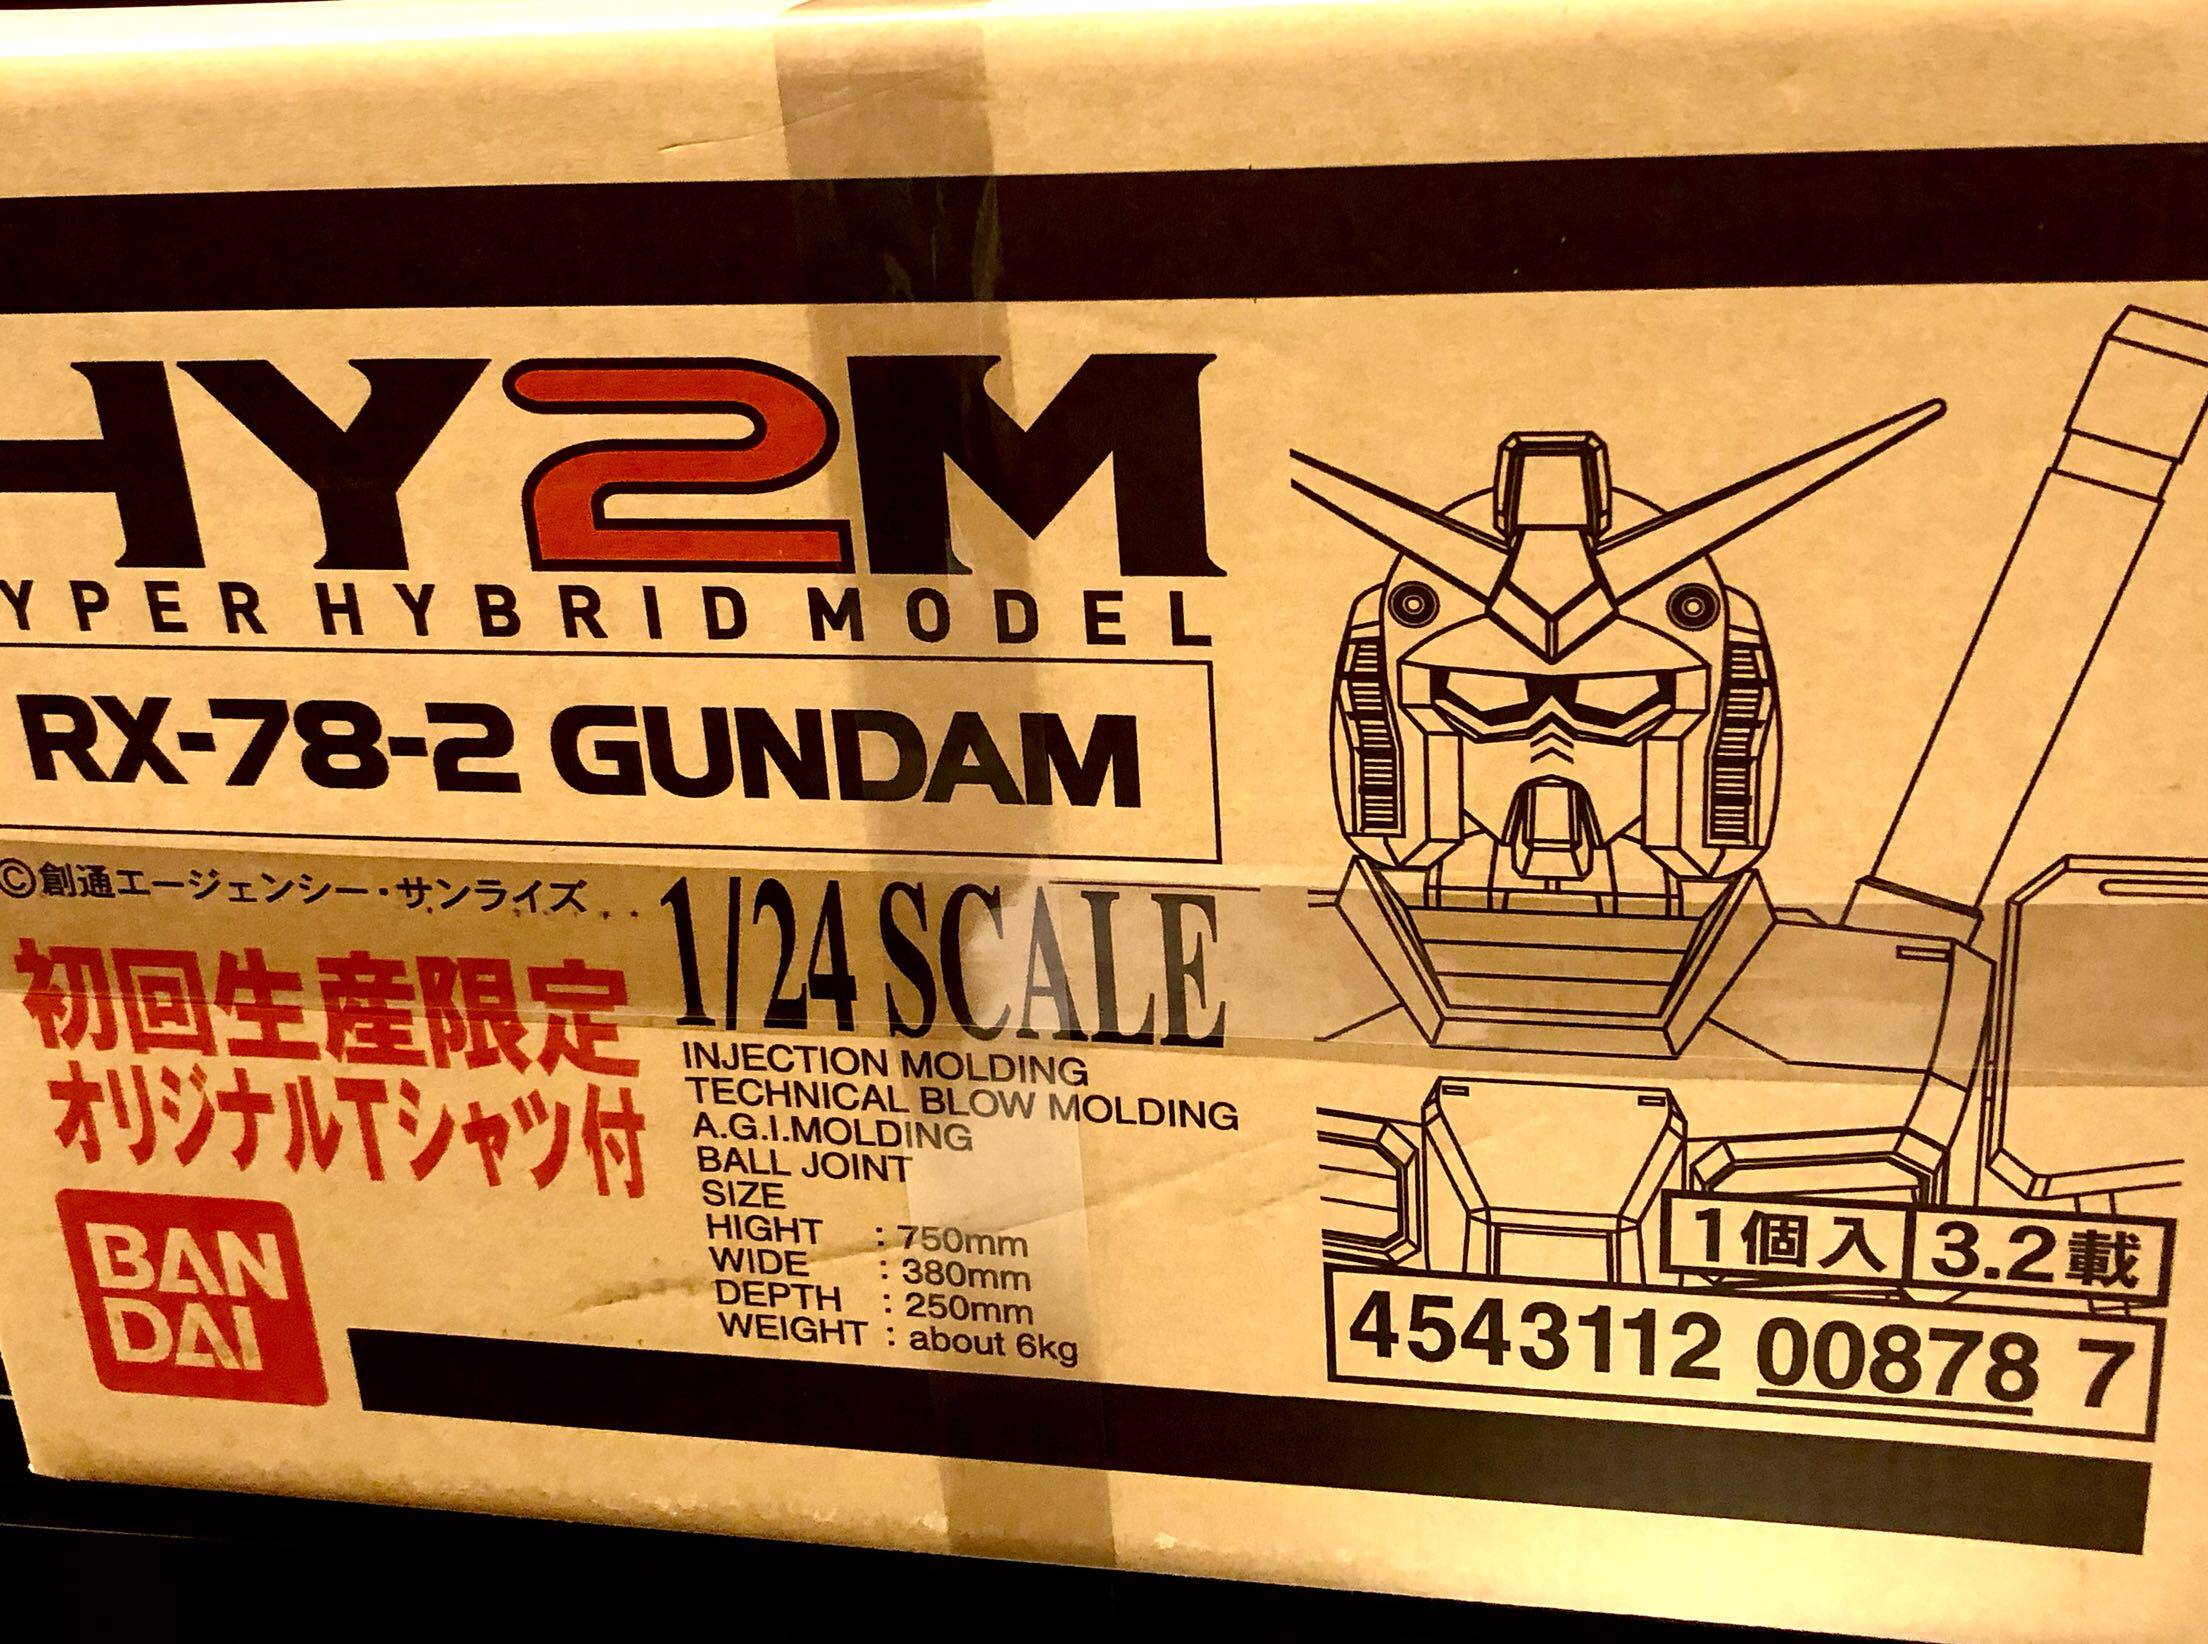 HY2M
YPER HYBRID MODEL
RX-78-2 GUNDAM
©創通エージェンシー・サンライズ
初回生産限定
オリジナルTシャツ付
BAN
DAI
1/24 SCALE
INJECTION MOLDING
TECHNICAL BLOW MOLDING
A.G.I.MOLDING
BALL JOINT
SIZE
HIGHT : 750mm
WIDE : 380mm
DEPTH : 250mm
WEIGHT : about 6kg
1個入 3.2載
4543112 00878 7